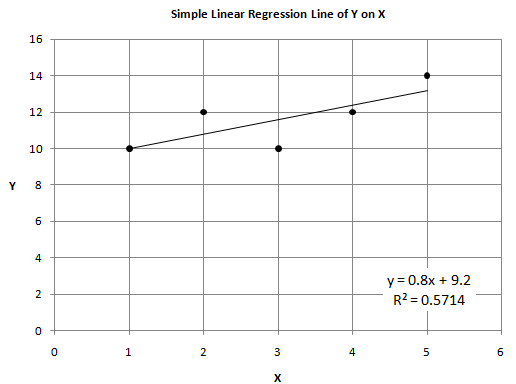 Simple Linear Regression Line of Y on X
16
14
12
10
8
6
4
2
0
Y
y = 0.8x + 9.2
R² = 0.5714
0 1 2 3 4 5 6
X